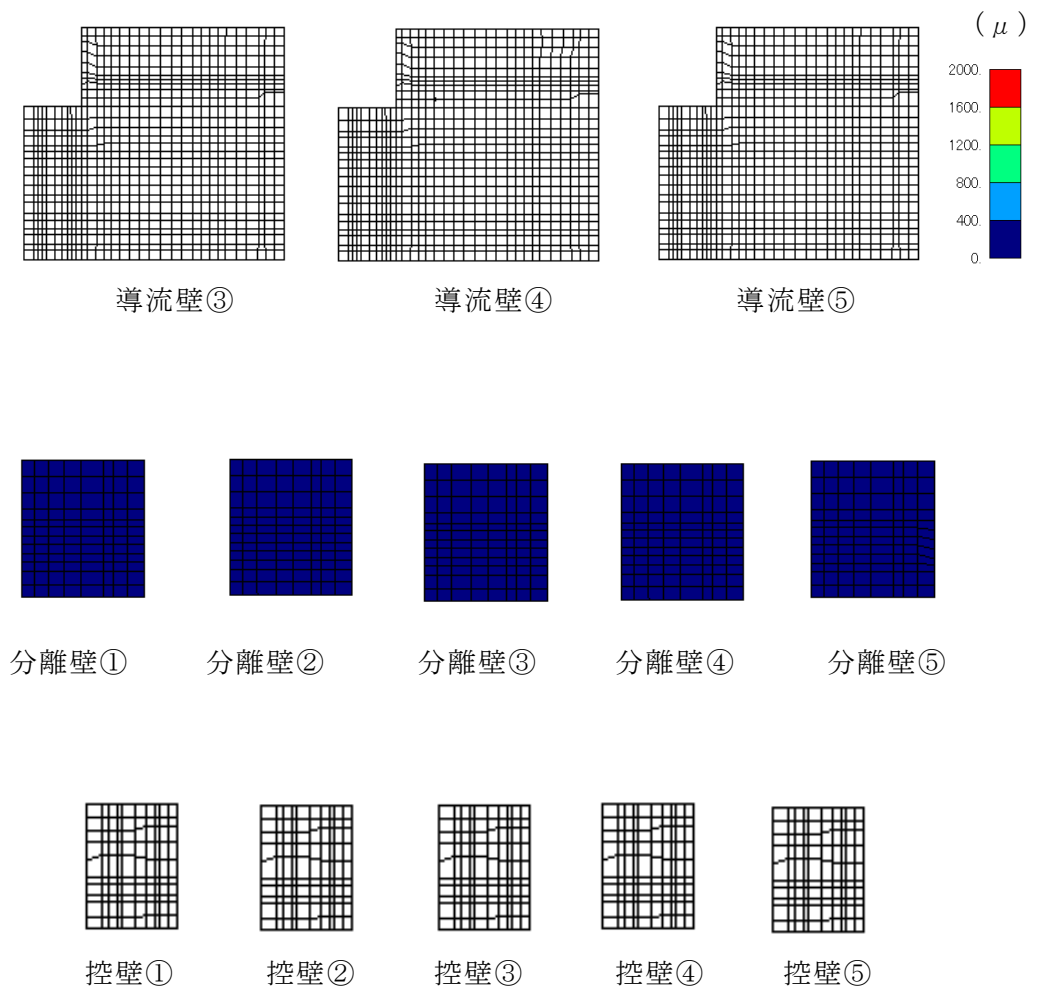 (μ)
2000.
1600.
1200.
800.
400.
0.
導流壁③ 導流壁④ 導流壁⑤
分離壁① 分離壁② 分離壁③ 分離壁④ 分離壁⑤
控壁① 控壁② 控壁③ 控壁④ 控壁⑤